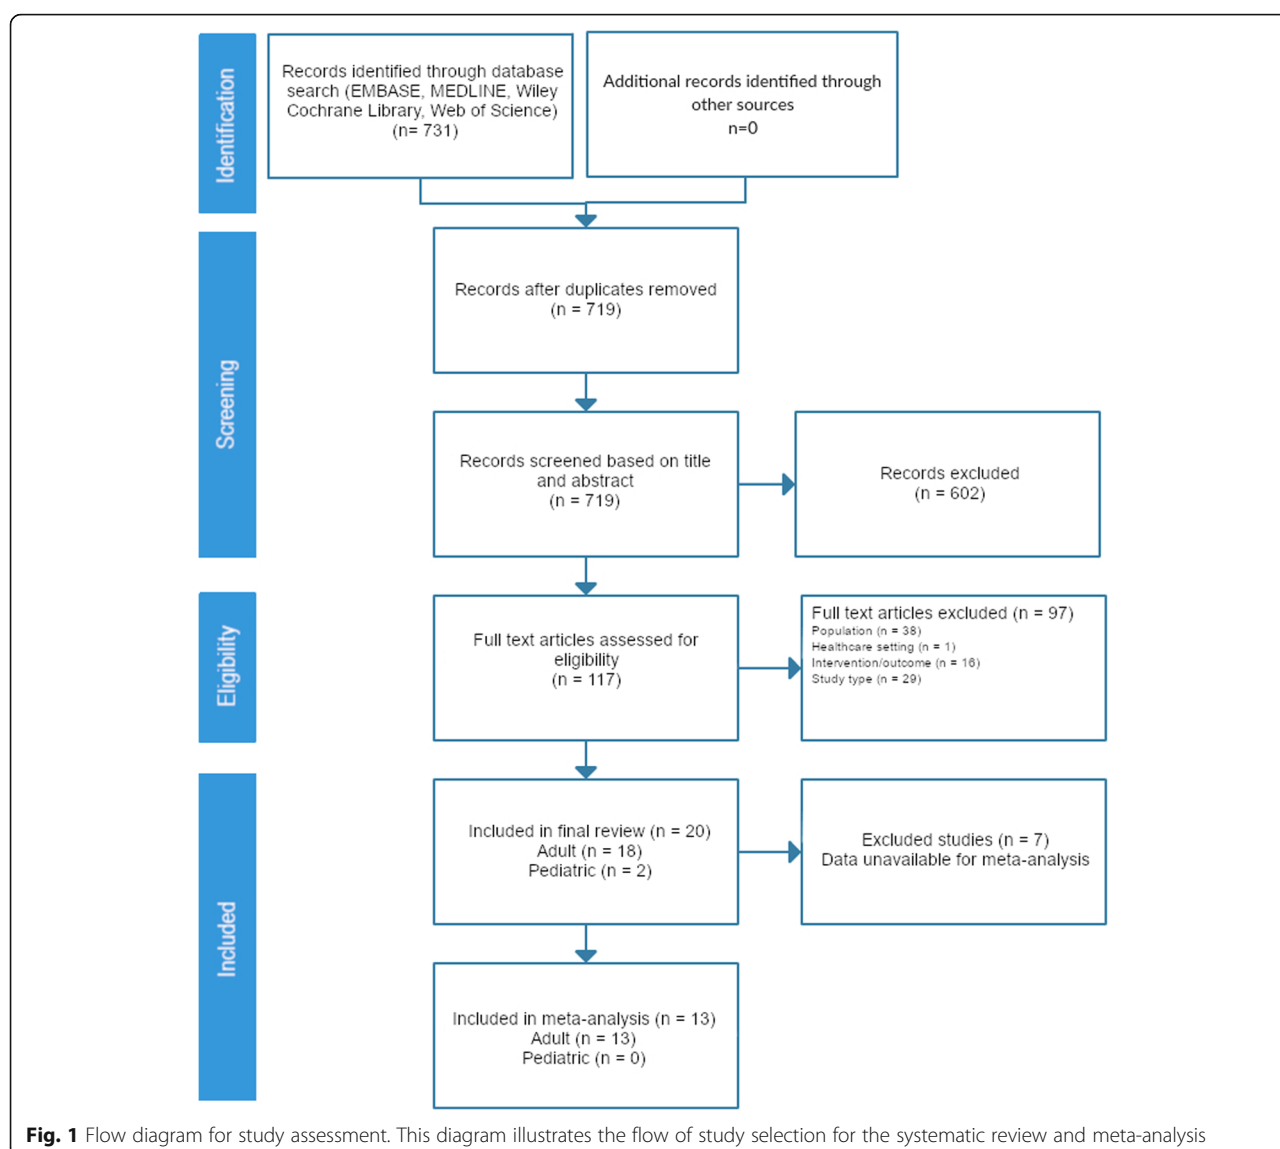 Identification
Records identified through database
search (EMBASE, MEDLINE, Wiley
Cochrane Library, Web of Science)
(n= 731)
Additional records identified through
other sources
n=0
Screening
Records after duplicates removed
(n = 719)
Records screened based on title
and abstract
(n = 719)
Records excluded
(n = 602)
Eligibility
Full text articles assessed for
eligibility
(n = 117)
Full text articles excluded (n = 97)
Population (n = 38)
Healthcare setting (n = 1)
Intervention/outcome (n = 16)
Study type (n = 29)
Included
Included in final review (n = 20)
Adult (n = 18)
Pediatric (n = 2)
Excluded studies (n = 7)
Data unavailable for meta-analysis
Included in meta-analysis (n = 13)
Adult (n = 13)
Pediatric (n = 0)
Fig. 1 Flow diagram for study assessment. This diagram illustrates the flow of study selection for the systematic review and meta-analysis